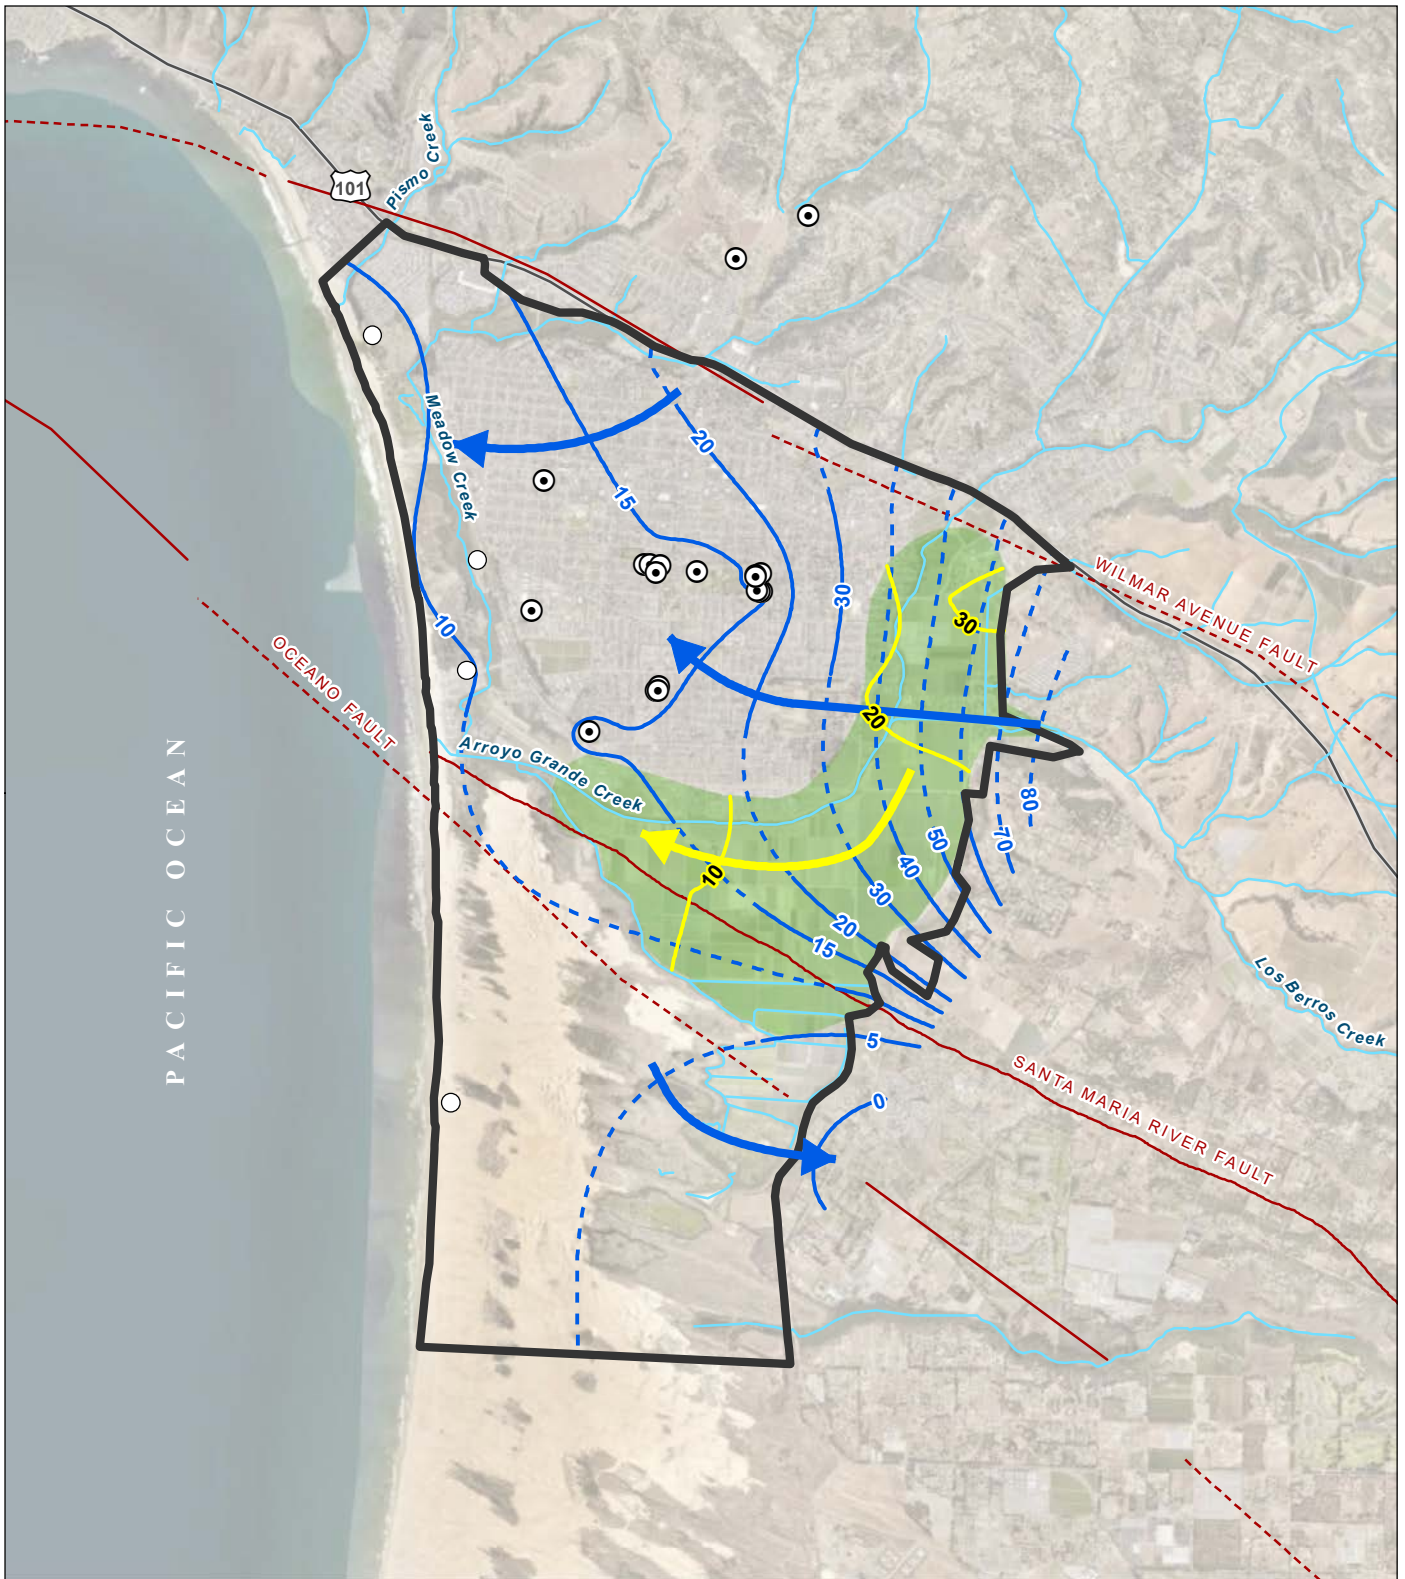 Pismo Creek
101
Meadow Creek
20
15
30
10
30
WILMAR AVENUE FAULT
OCEANO FAULT
20
Arroyo Grande Creek
PACIFIC OCEAN
80
70
50
40
30
10
20
15
Los Berros Creek
5
SANTA MARIA RIVER FAULT
0